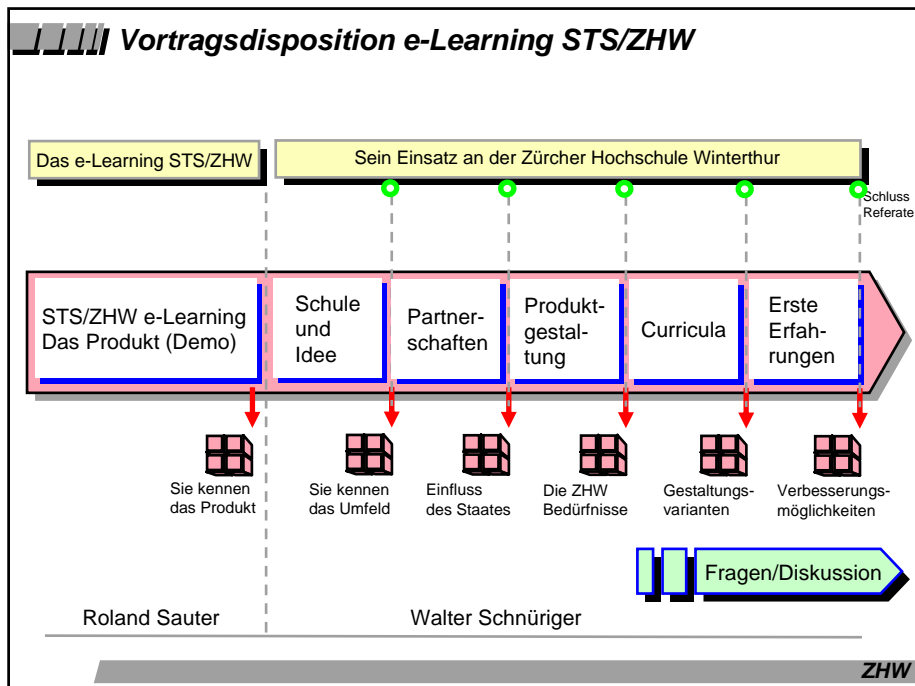 Vortragsdisposition e-Learning STS/ZHW
Das e-Learning STS/ZHW
Sein Einsatz an der Zürcher Hochschule Winterthur
Schluss
Referate
STS/ZHW e-Learning
Das Produkt (Demo)
Schule
und
Idee
Partner-
schaften
Produkt-
gestal-
tung
Curricula
Erste
Erfah-
rungen
Sie kennen
das Produkt
Sie kennen
das Umfeld
Einfluss
des Staates
Die ZHW
Bedürfnisse
Gestaltungs-
varianten
Verbesserungs-
möglichkeiten
Fragen/Diskussion
Roland Sauter
Walter Schnüriger
ZHW